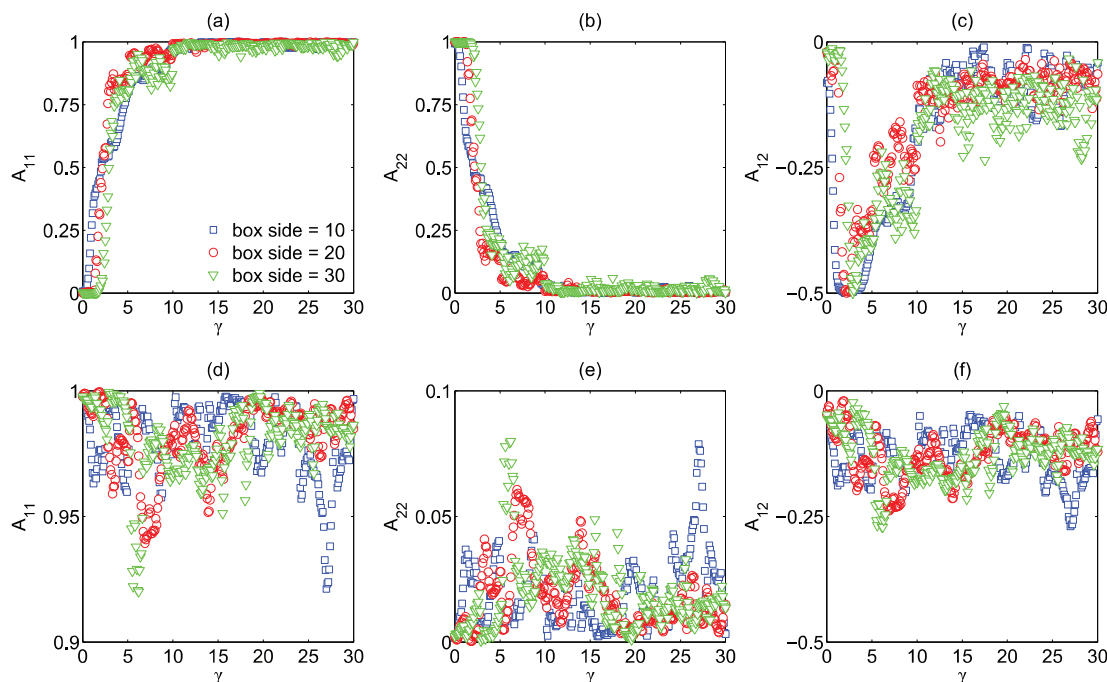 (a)
(b)
(c)
1
0.75
0.5
0.25
0
A11
0 5 10 15 20 25 30
γ
box side = 10
box side = 20
box side = 30
1
0.75
0.5
0.25
0
A22
0 5 10 15 20 25 30
γ
0
−0.25
−0.5
A12
0 5 10 15 20 25 30
γ
(d)
(e)
(f)
1
0.95
0.9
A11
0 5 10 15 20 25 30
γ
0.1
0.05
0
A22
0 5 10 15 20 25 30
γ
0
−0.25
−0.5
A12
0 5 10 15 20 25 30
γ